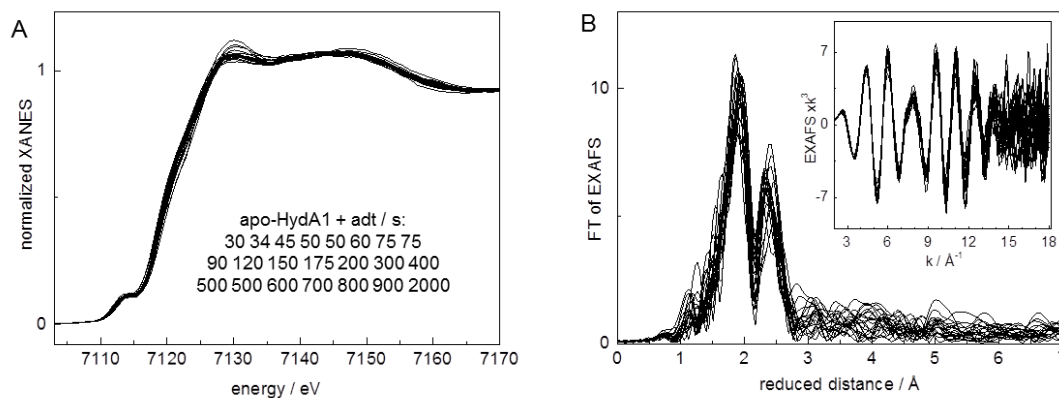 A
normalized XANES
1
0
apo-HydA1 + adt / s:
30 34 45 50 50 60 75 75
90 120 150 175 200 300 400
500 500 600 700 800 900 2000
7110 7120 7130 7140 7150 7160 7170
energy / eV
B
FT of EXAFS
10
0
0 1 2 3 4 5 6 7
reduced distance / Å
EXAFS xk³
7
0
-7
3 6 9 12 15 18
k / Å⁻¹